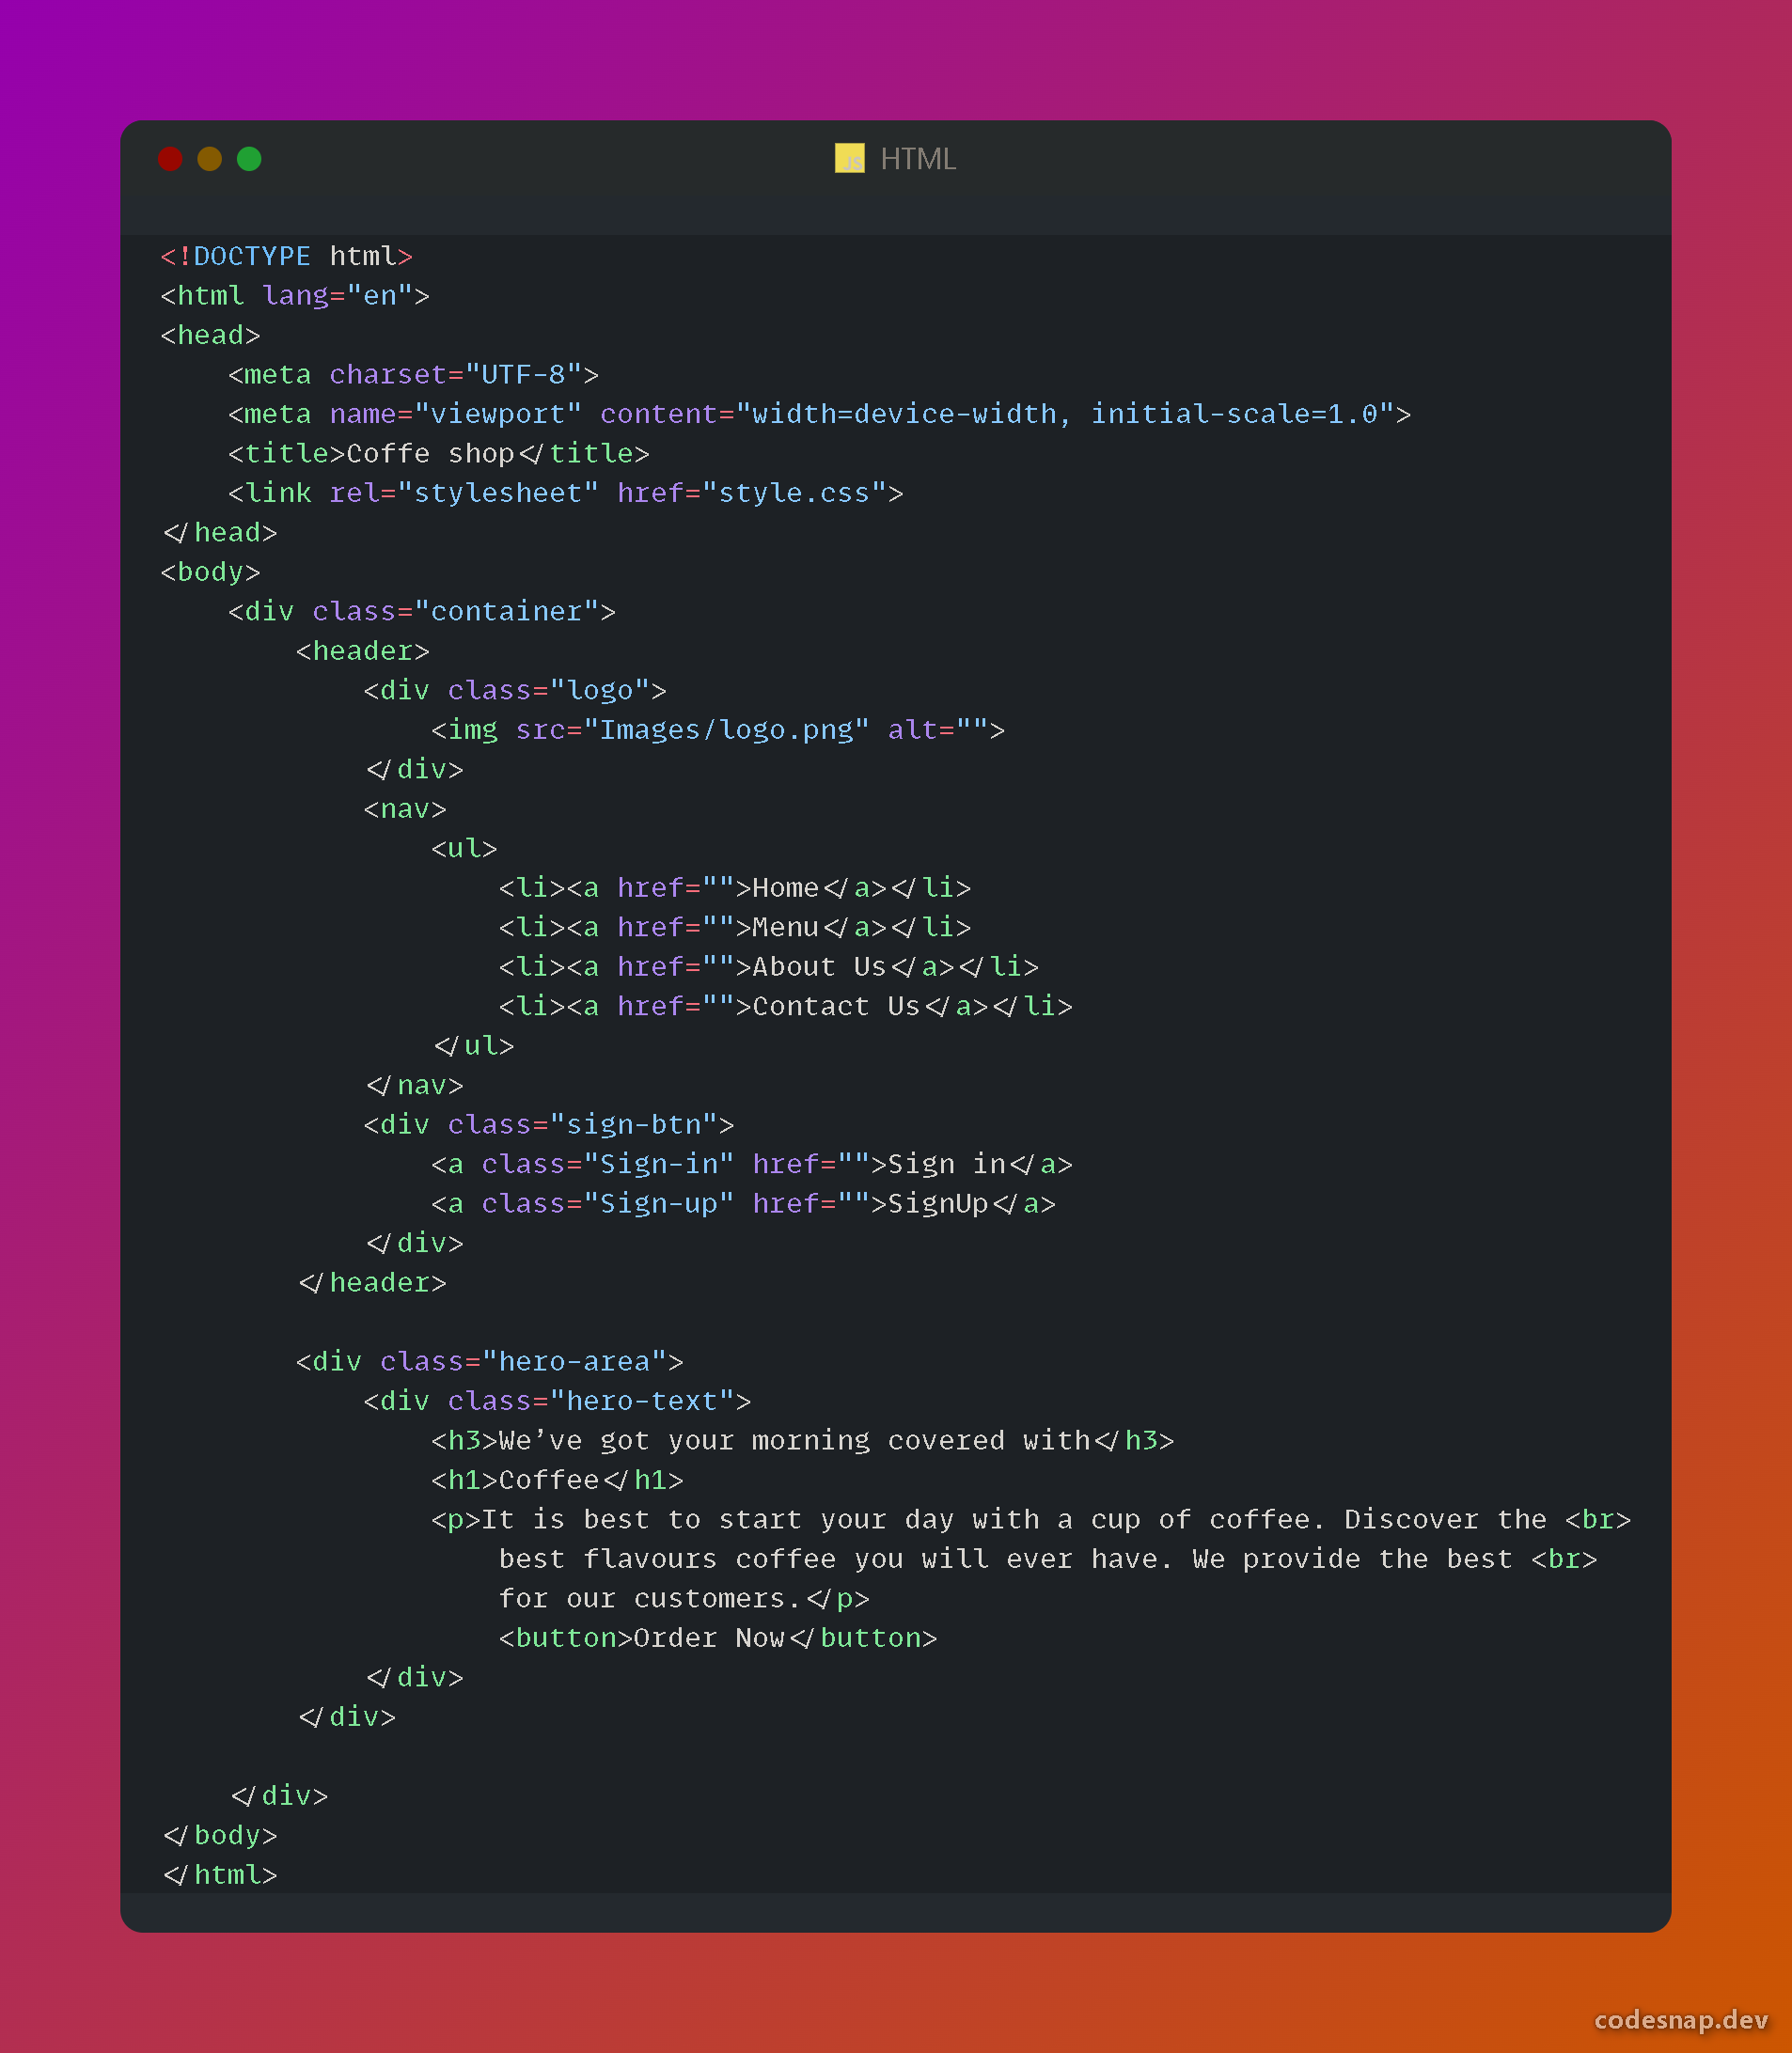 JS HTML
<!DOCTYPE html>
<html lang="en">
<head>
    <meta charset="UTF-8">
    <meta name="viewport" content="width=device-width, initial-scale=1.0">
    <title>Coffe shop</title>
    <link rel="stylesheet" href="style.css">
</head>
<body>
    <div class="container">
        <header>
            <div class="logo">
                <img src="Images/logo.png" alt="">
            </div>
            <nav>
                <ul>
                    <li><a href="">Home</a></li>
                    <li><a href="">Menu</a></li>
                    <li><a href="">About Us</a></li>
                    <li><a href="">Contact Us</a></li>
                </ul>
            </nav>
            <div class="sign-btn">
                <a class="Sign-in" href="">Sign in</a>
                <a class="Sign-up" href="">SignUp</a>
            </div>
        </header>

        <div class="hero-area">
            <div class="hero-text">
                <h3>We’ve got your morning covered with</h3>
                <h1>Coffee</h1>
                <p>It is best to start your day with a cup of coffee. Discover the <br>
                    best flavours coffee you will ever have. We provide the best <br>
                    for our customers.</p>
                    <button>Order Now</button>
            </div>
        </div>

    </div>
</body>
</html>
codesnap.dev